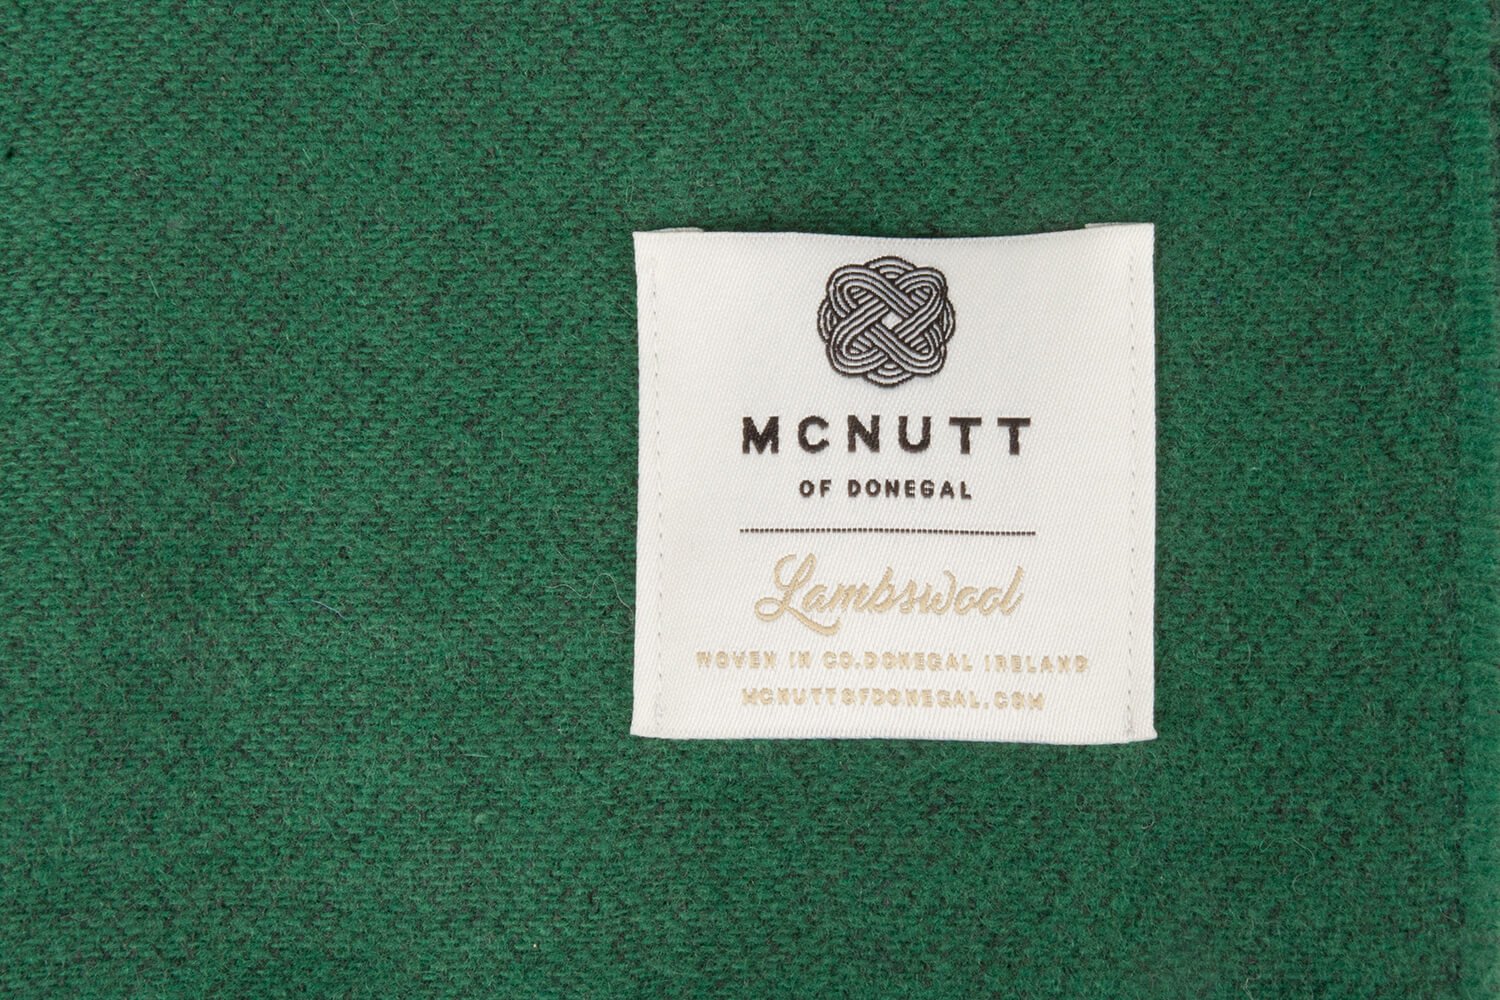 MCNUTT
OF DONEGAL
Lambswool
WOVEN IN CO.DONEGAL IRELAND
MCNUTTOFDONEGAL.COM